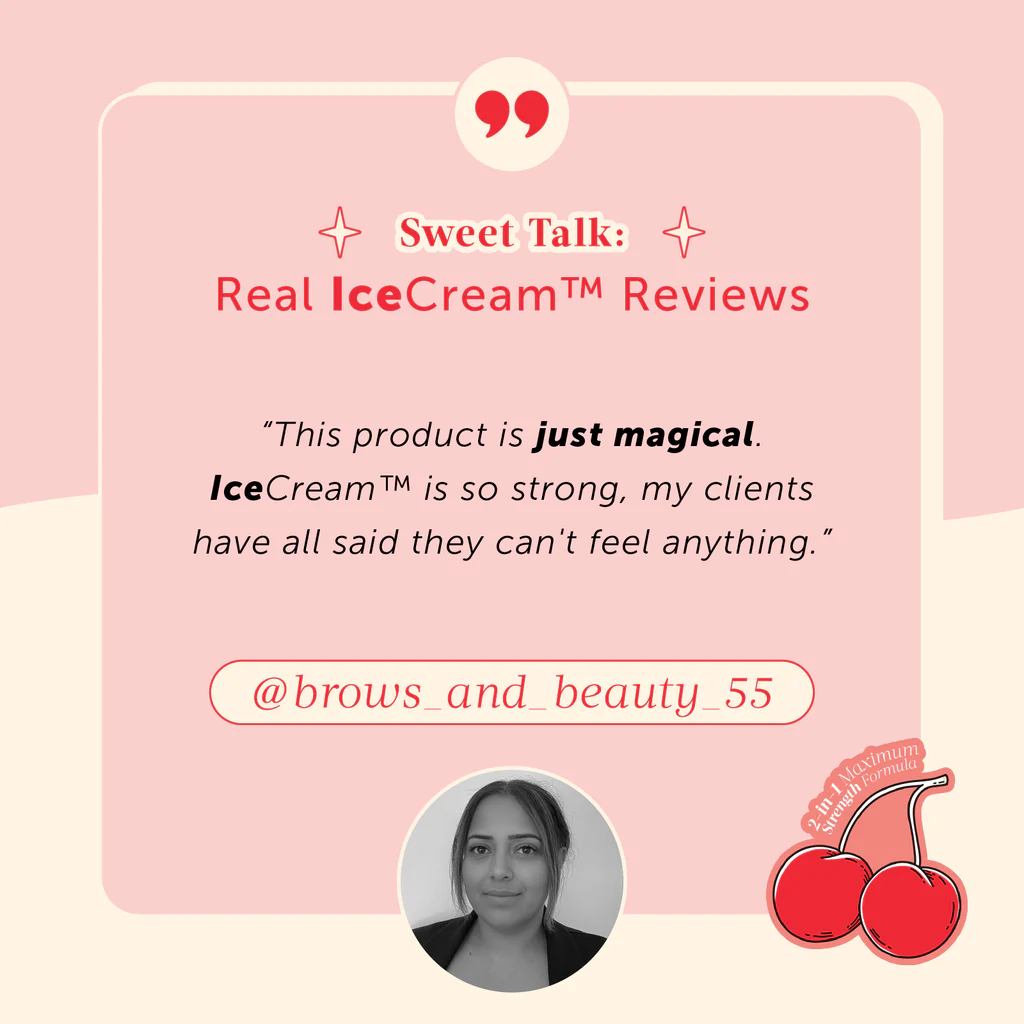 Sweet Talk:
Real IceCream™ Reviews
“This product is just magical.
IceCream™ is so strong, my clients
have all said they can't feel anything.”
@brows_and_beauty_55
2-in-1 Maximum
Strength Formula